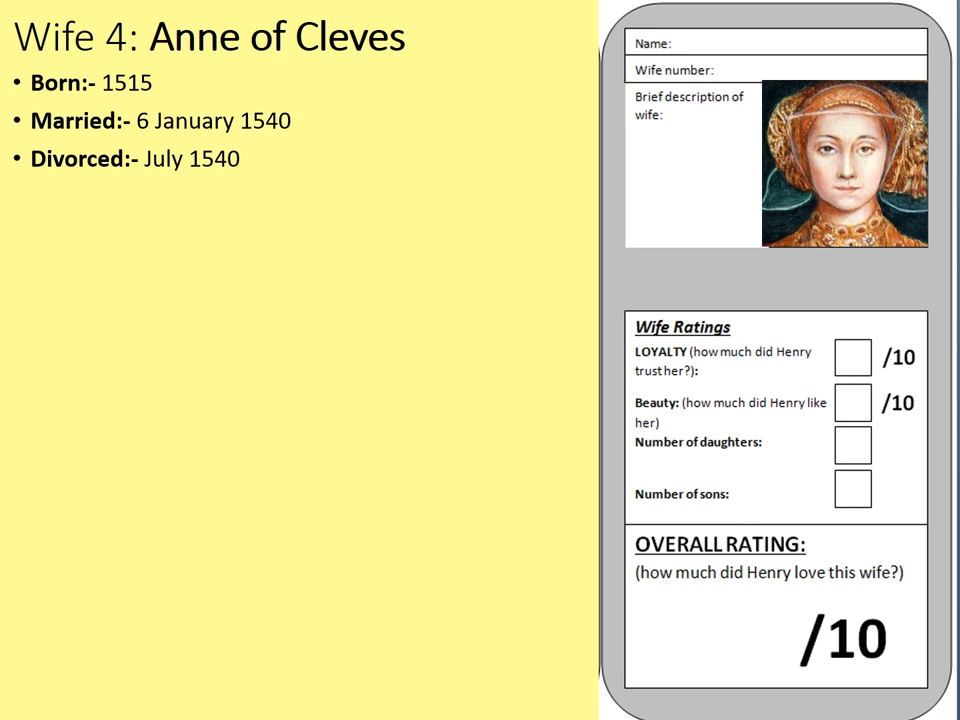 Wife 4: Anne of Cleves
• Born:- 1515
• Married:- 6 January 1540
• Divorced:- July 1540
Name:
Wife number:
Brief description of
wife:
Wife Ratings
LOYALTY (how much did Henry
trust her?):
/10
Beauty: (how much did Henry like
her)
/10
Number of daughters:
Number of sons:
OVERALL RATING:
(how much did Henry love this wife?)
/10